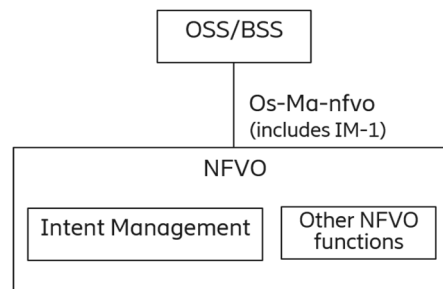 OSS/BSS
Os-Ma-nfvo
(includes IM-1)
NFVO
Intent Management
Other NFVO
functions